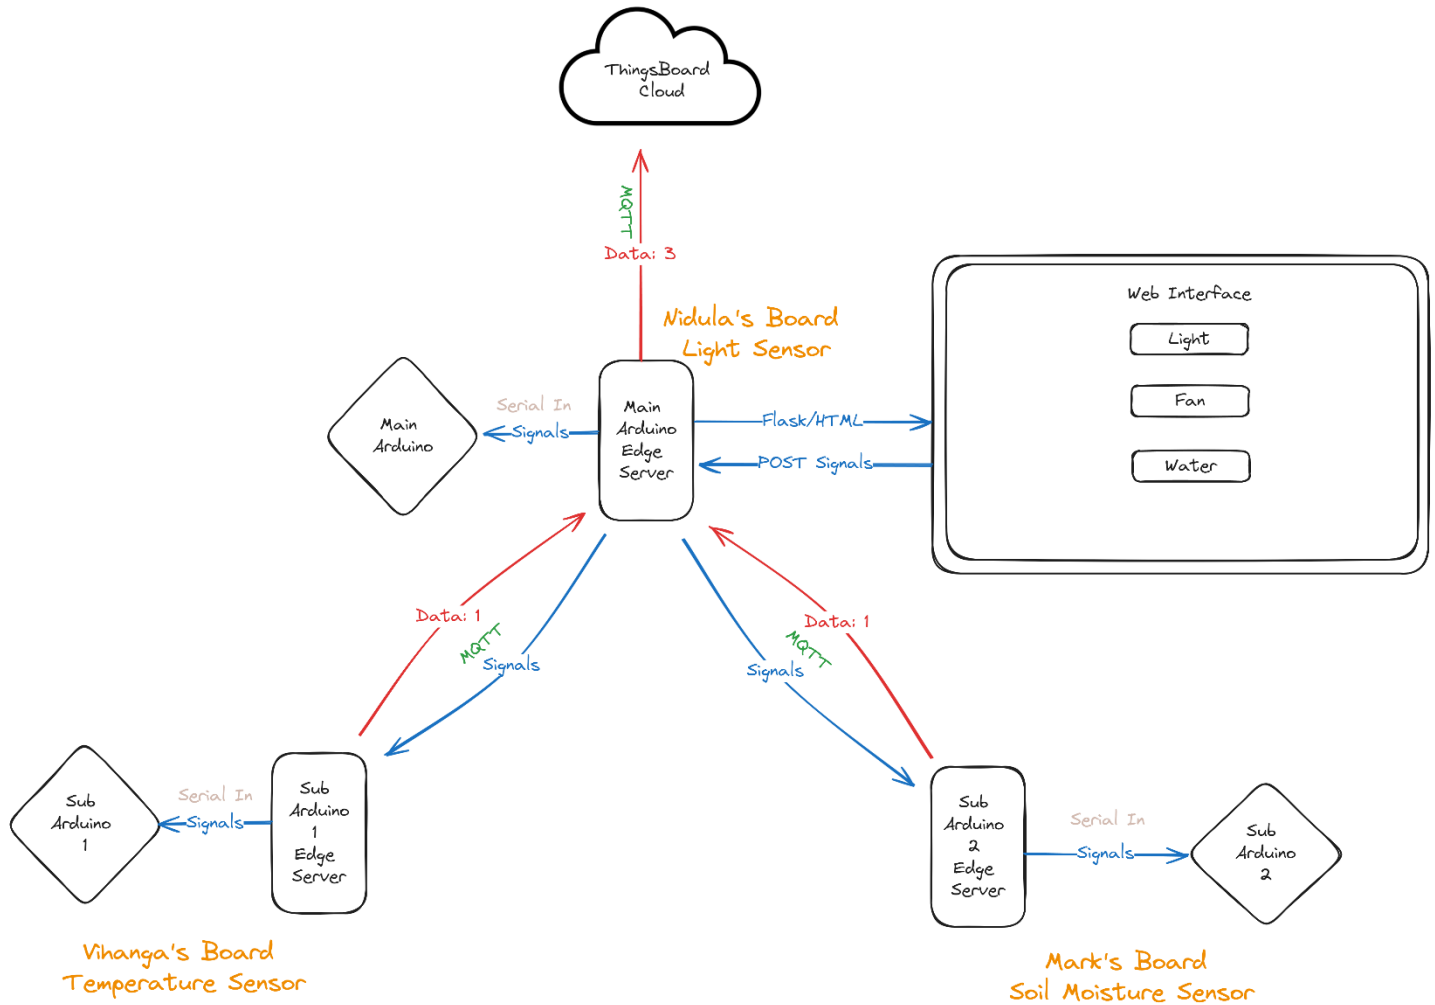 ThingsBoard
Cloud
MQTT
Data: 3
Nidula's Board
Light Sensor
Web Interface
Light
Fan
Water
Main
Arduino
Edge
Server
Serial In
Signals
Main
Arduino
Flask/HTML
POST Signals
Data: 1
MQTT
Signals
Data: 1
MQTT
Signals
Sub
Arduino
1
Serial In
Signals
Sub
Arduino
1
Edge
Server
Sub
Arduino
2
Edge
Server
Serial In
Signals
Sub
Arduino
2
Vihanga's Board
Temperature Sensor
Mark's Board
Soil Moisture Sensor